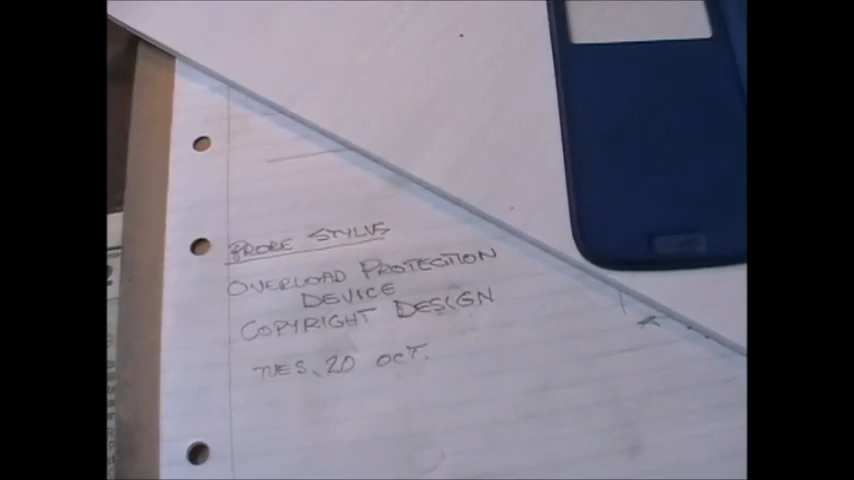 PROBE STYLUS
OVERLOAD PROTECTION
DEVICE
COPYRIGHT DESIGN
TUES. 20 OCT.